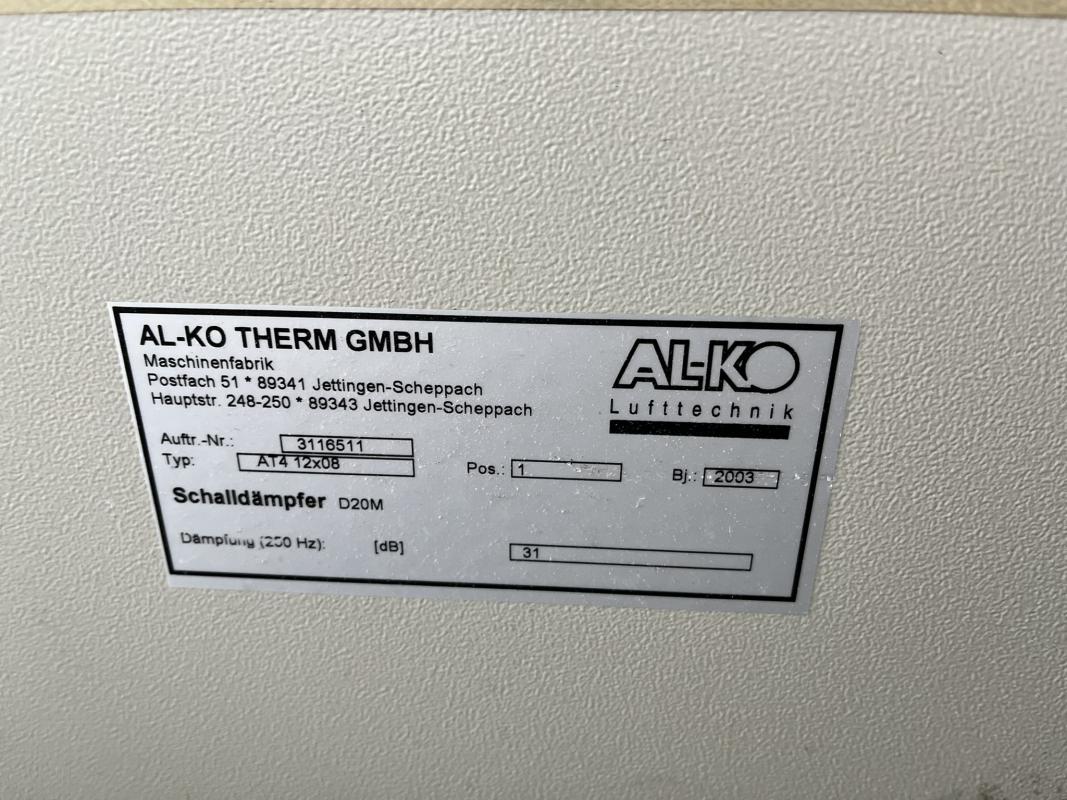 AL-KO THERM GMBH
Maschinenfabrik
Postfach 51 * 89341 Jettingen-Scheppach
Hauptstr. 248-250 * 89343 Jettingen-Scheppach
AL-KO
Lufttechnik
Auftr.-Nr.: 3116511
Typ: AT4 12x08 Pos.: 1 Bj.: 2003
Schalldämpfer D20M
Dämpfung (250 Hz): [dB] 31